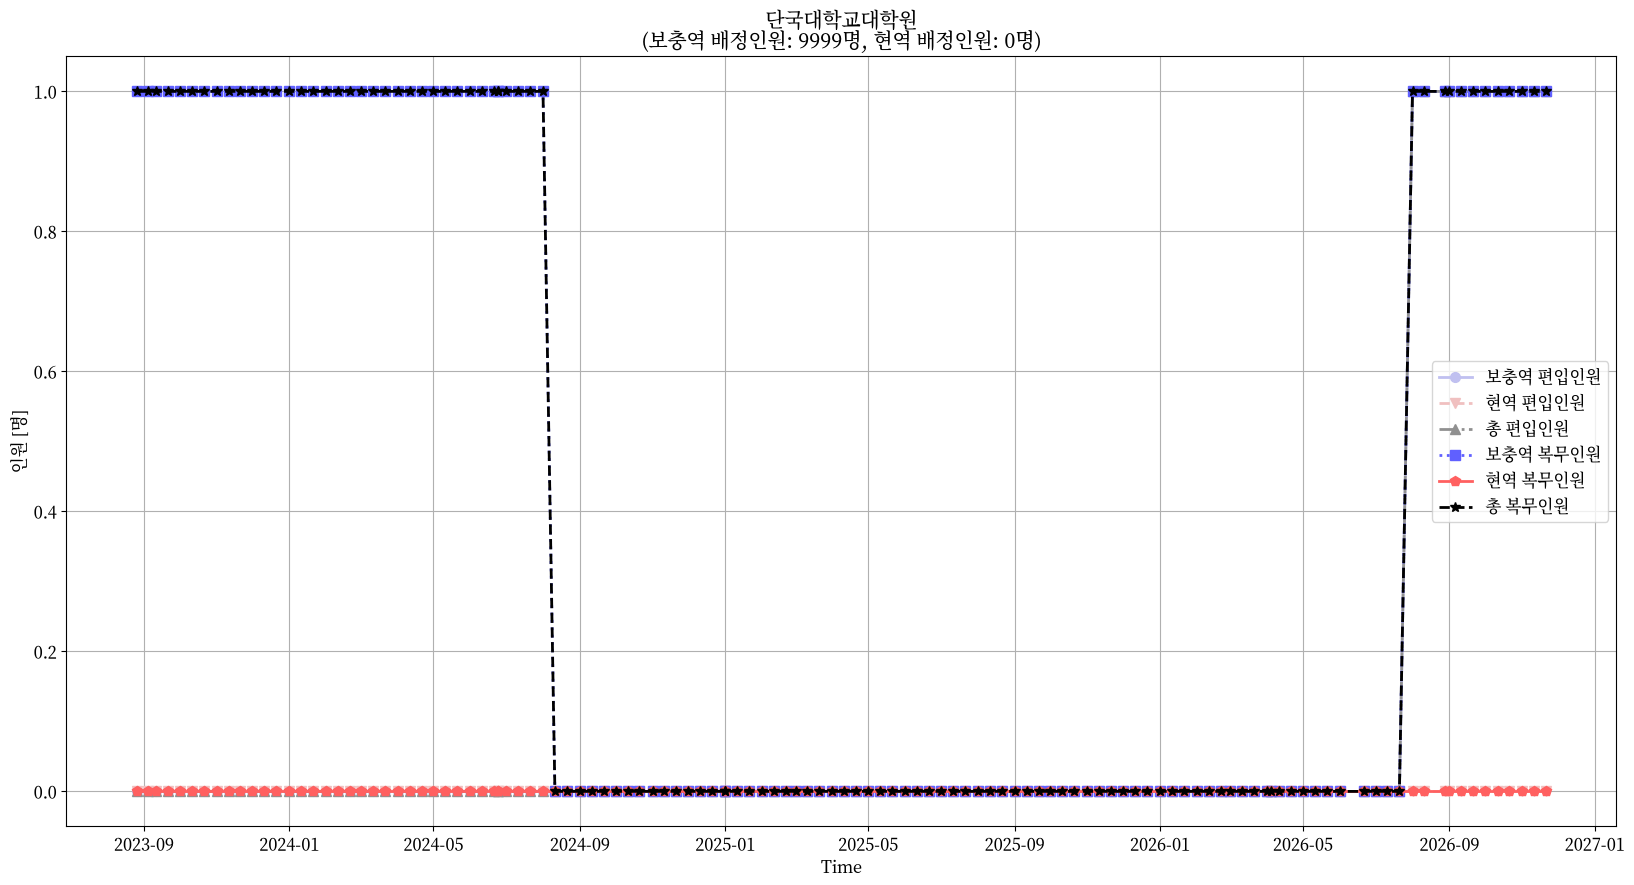 단국대학교대학원
(보충역 배정인원: 9999명, 현역 배정인원: 0명)
인원 [명]
1.0
0.8
0.6
0.4
0.2
0.0
보충역 편입인원
현역 편입인원
총 편입인원
보충역 복무인원
현역 복무인원
총 복무인원
2023-09
2024-01
2024-05
2024-09
2025-01
2025-05
2025-09
2026-01
2026-05
2026-09
2027-01
Time